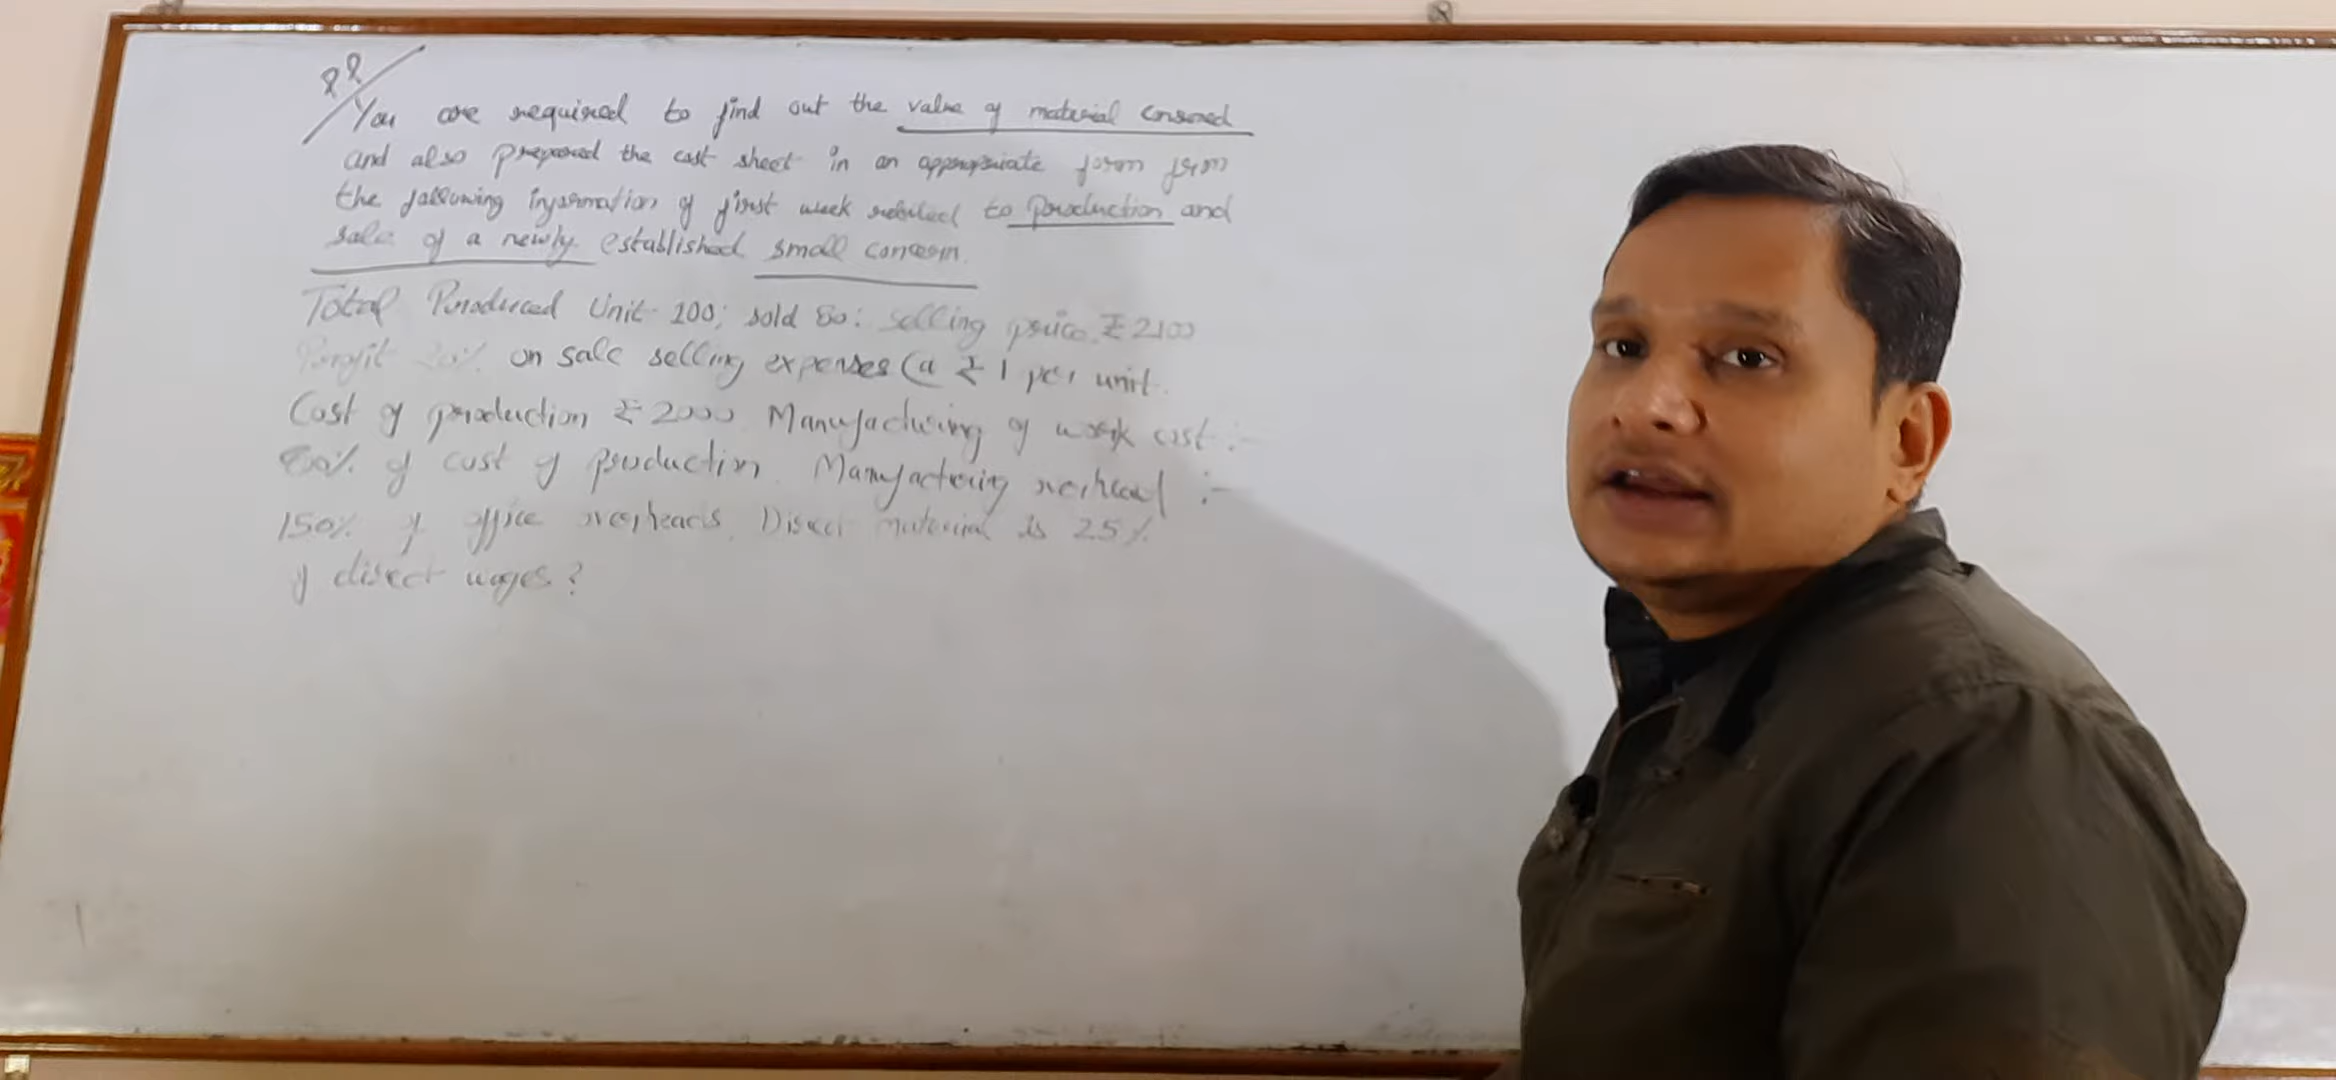 22
You are required to find out the value of material consumed
and also prepared the cost sheet in an appropriate form from
the following information of first week related to production and
sale of a newly established small concern.
Total Produced Unit 100; sold 80: selling price ₹ 2100
Profit 20% on sale selling expenses @ ₹ 1 per unit.
Cost of production ₹ 2000 Manufacturing of work cost :-
80% of cost of production. Manufacturing overhead :-
150% of office overheads. Direct material is 25%
of direct wages?